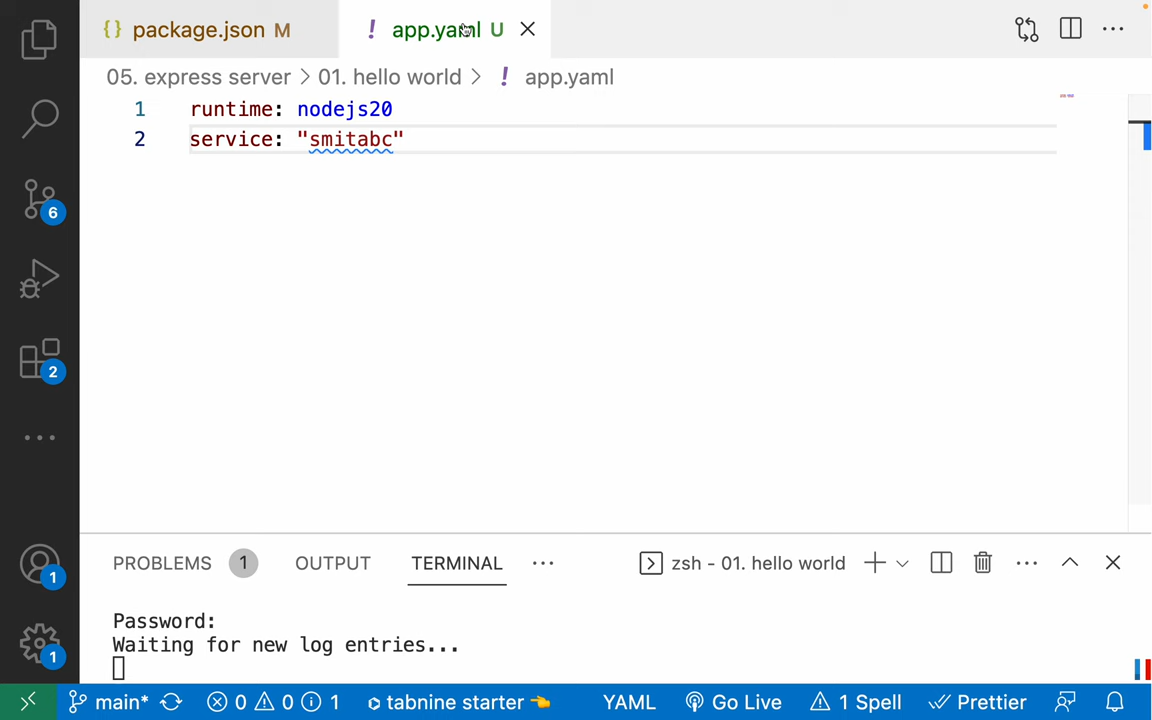 {} package.json M
! app.yaml U
05. express server > 01. hello world > ! app.yaml
1 runtime: nodejs20
2 service: "smitabc"
6
2
1
1
PROBLEMS 1 OUTPUT TERMINAL ... zsh - 01. hello world
Password:
Waiting for new log entries...
main* 0 0 1 tabnine starter 👈 YAML Go Live 1 Spell Prettier